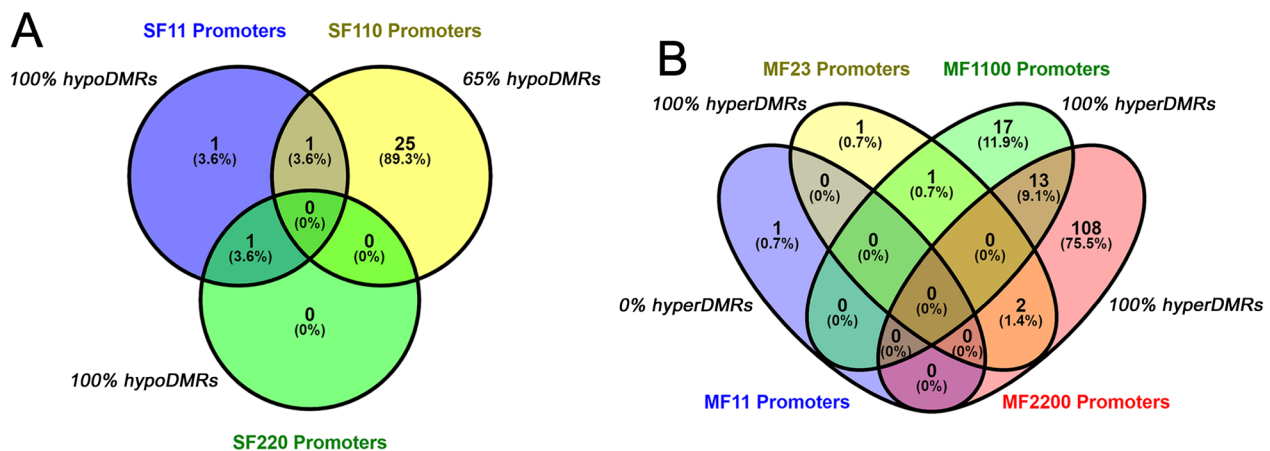 A
SF11 Promoters
SF110 Promoters
100% hypoDMRs
65% hypoDMRs
1
(3.6%)
1
(3.6%)
25
(89.3%)
0
(0%)
1
(3.6%)
0
(0%)
0
(0%)
100% hypoDMRs
SF220 Promoters
B
MF23 Promoters
MF1100 Promoters
100% hyperDMRs
100% hyperDMRs
1
(0.7%)
17
(11.9%)
0
(0%)
1
(0.7%)
13
(9.1%)
1
(0.7%)
0
(0%)
0
(0%)
108
(75.5%)
0% hyperDMRs
0
(0%)
0
(0%)
2
(1.4%)
100% hyperDMRs
0
(0%)
0
(0%)
0
(0%)
MF11 Promoters
MF2200 Promoters